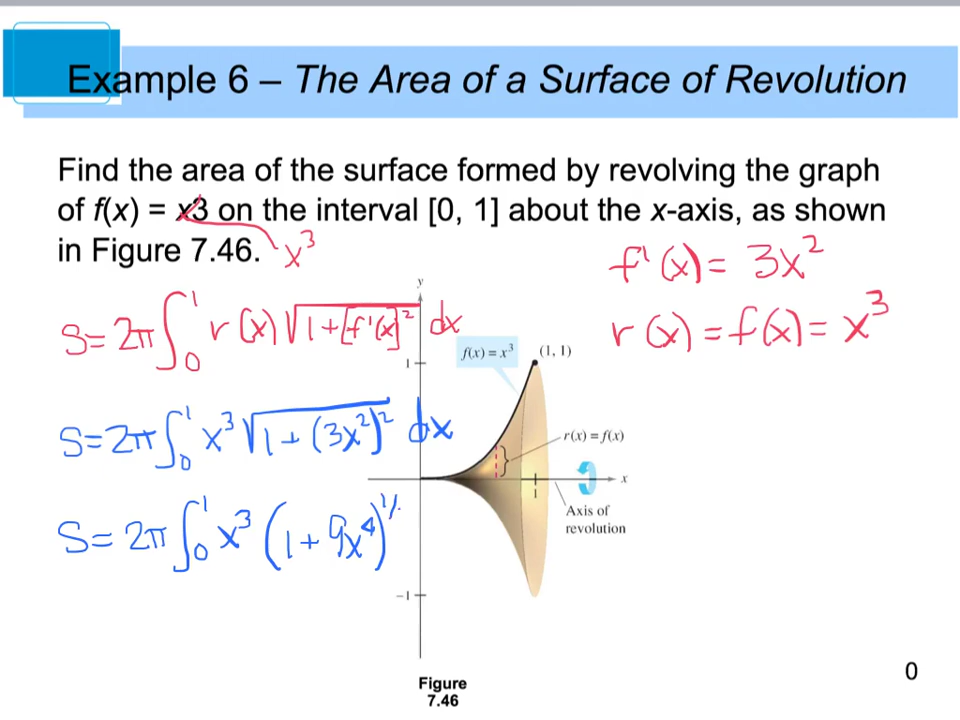 Example 6 – The Area of a Surface of Revolution
Find the area of the surface formed by revolving the graph
of f(x) = x3 on the interval [0, 1] about the x-axis, as shown
in Figure 7.46.
x³
f'(x) = 3x²
r(x) = f(x) = x³
S = 2π ∫₀¹ r(x) √(1+[f'(x)]²) dx
S = 2π ∫₀¹ x³ √(1+(3x²)²) dx
S = 2π ∫₀¹ x³ (1+9x⁴)^½
y
1
f(x) = x³
(1, 1)
r(x) = f(x)
x
1
Axis of
revolution
−1
Figure
7.46
0